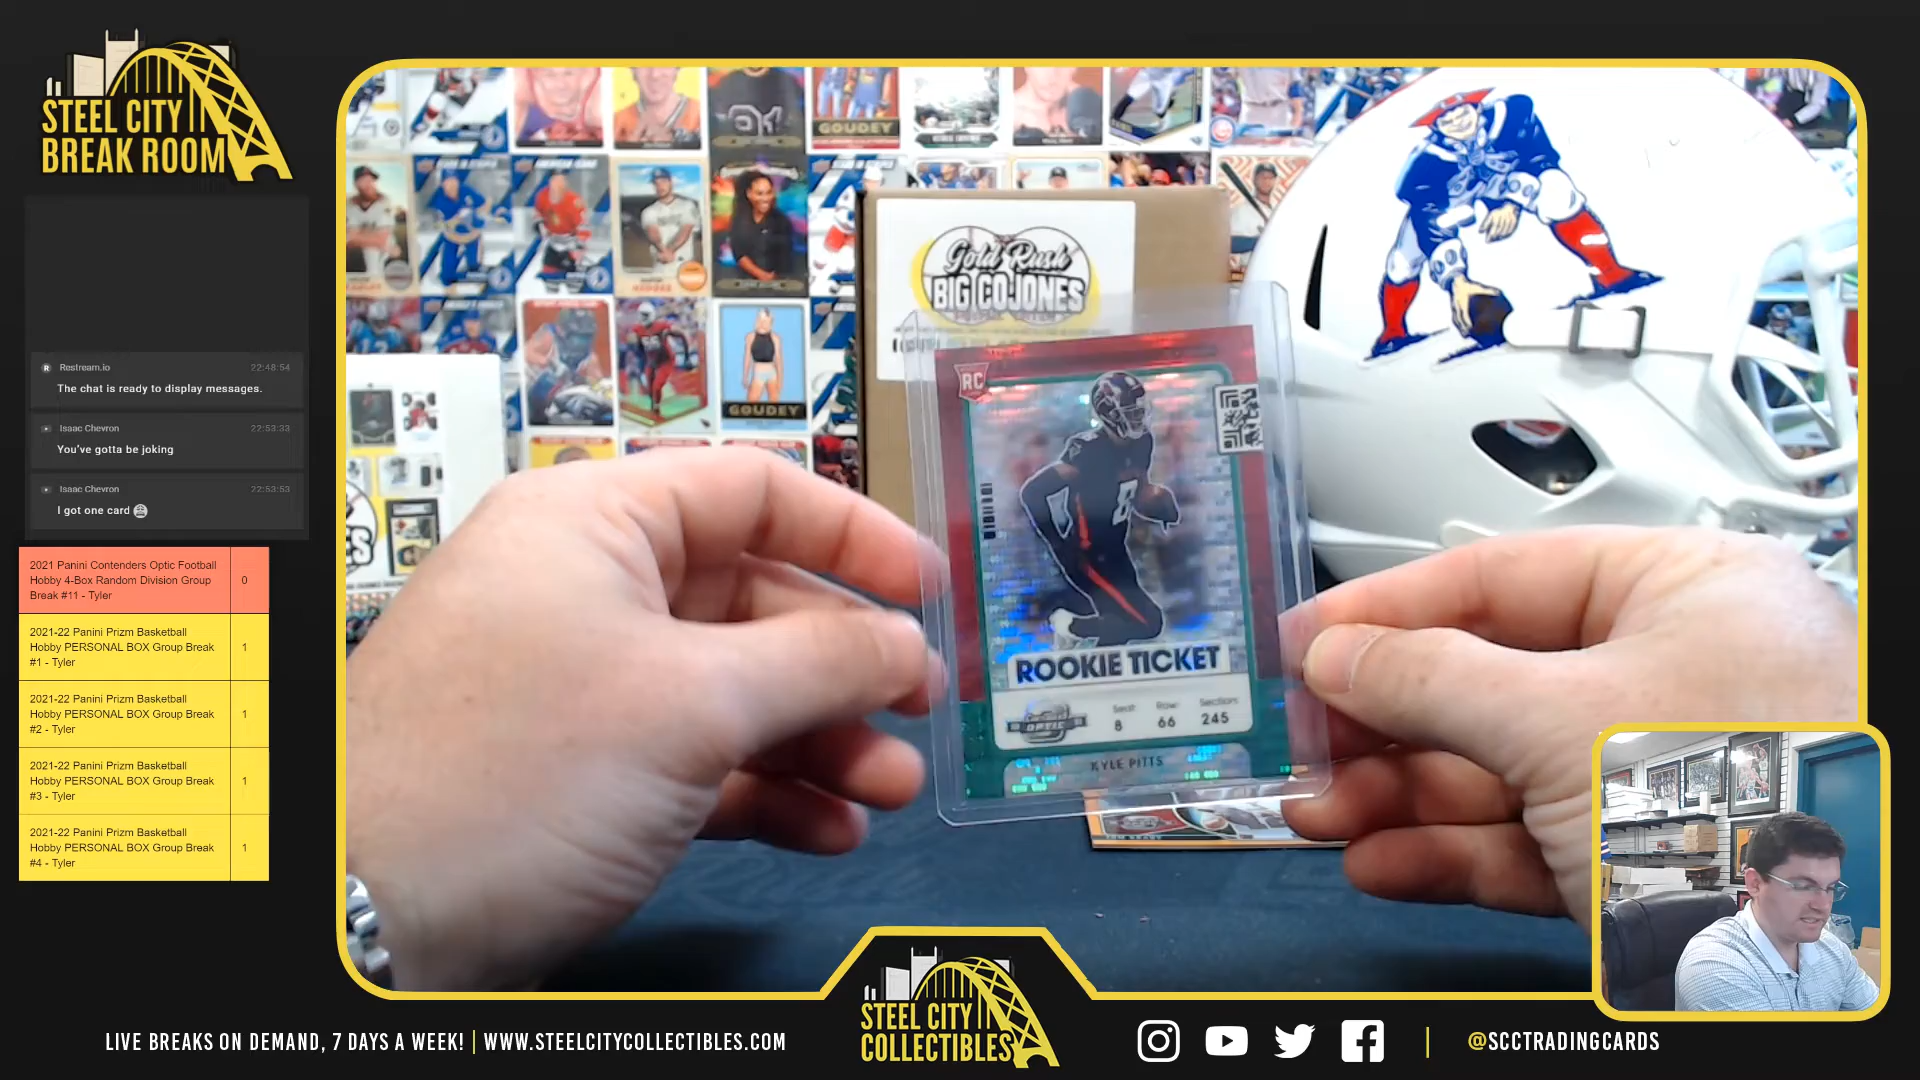 STEEL CITY
BREAK ROOM
Restream.io 22:48:54
The chat is ready to display messages.
Isaac Chevron 22:53:33
You've gotta be joking
Isaac Chevron 22:53:53
I got one card
2021 Panini Contenders Optic Football
Hobby 4-Box Random Division Group
Break #11 - Tyler
0
2021-22 Panini Prizm Basketball
Hobby PERSONAL BOX Group Break
#1 - Tyler
1
2021-22 Panini Prizm Basketball
Hobby PERSONAL BOX Group Break
#2 - Tyler
1
2021-22 Panini Prizm Basketball
Hobby PERSONAL BOX Group Break
#3 - Tyler
1
2021-22 Panini Prizm Basketball
Hobby PERSONAL BOX Group Break
#4 - Tyler
1
GOUDEY
GOUDEY
Gold Rush
BIG COJONES
RC
8
ROOKIE TICKET
Seat Row Sections
8 66 245
OPTIC
KYLE PITTS
LIVE BREAKS ON DEMAND, 7 DAYS A WEEK! | WWW.STEELCITYCOLLECTIBLES.COM
STEEL CITY
COLLECTIBLES
@SCCTRADINGCARDS